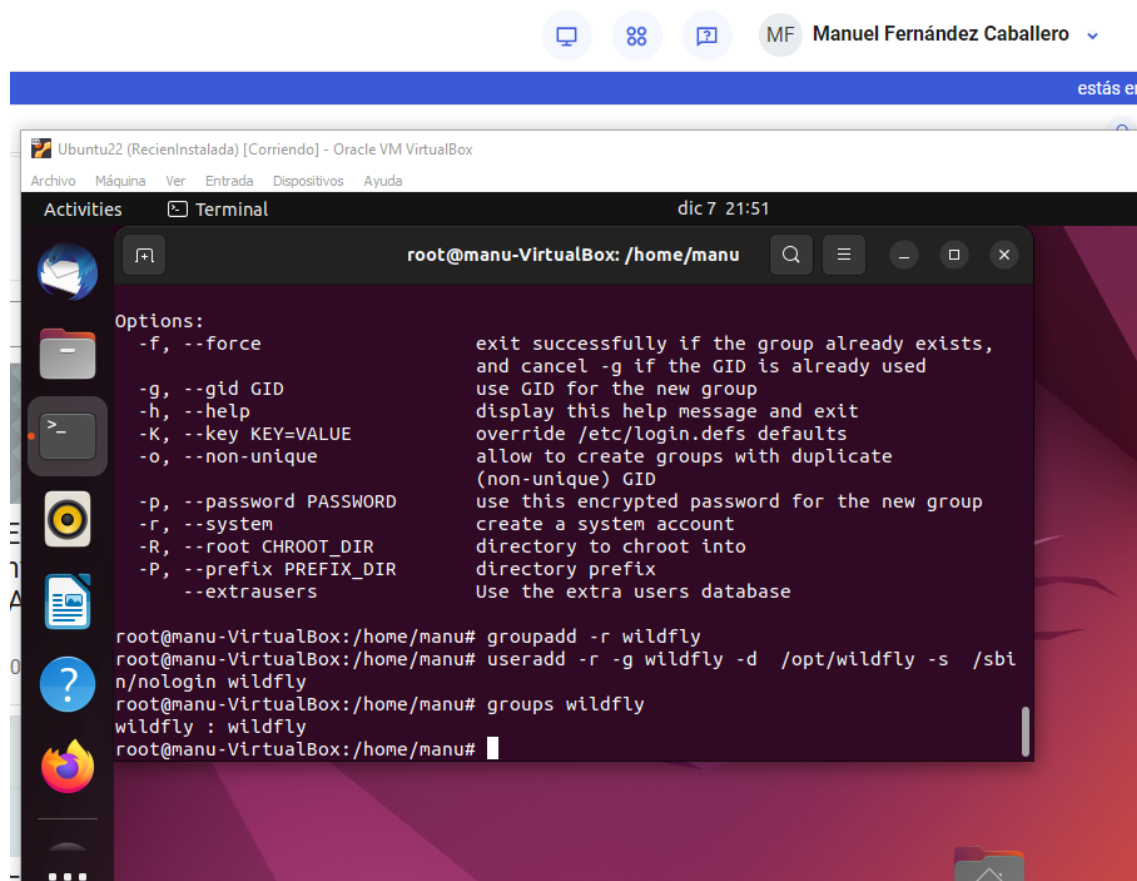 MF Manuel Fernández Caballero
estás e
Ubuntu22 (RecienInstalada) [Corriendo] - Oracle VM VirtualBox
Archivo Máquina Ver Entrada Dispositivos Ayuda
Activities Terminal dic 7 21:51
root@manu-VirtualBox: /home/manu
Options:
-f, --force exit successfully if the group already exists,
and cancel -g if the GID is already used
-g, --gid GID use GID for the new group
-h, --help display this help message and exit
-K, --key KEY=VALUE override /etc/login.defs defaults
-o, --non-unique allow to create groups with duplicate
(non-unique) GID
-p, --password PASSWORD use this encrypted password for the new group
-r, --system create a system account
-R, --root CHROOT_DIR directory to chroot into
-P, --prefix PREFIX_DIR directory prefix
--extrausers Use the extra users database
root@manu-VirtualBox:/home/manu# groupadd -r wildfly
root@manu-VirtualBox:/home/manu# useradd -r -g wildfly -d  /opt/wildfly -s  /sbi
n/nologin wildfly
root@manu-VirtualBox:/home/manu# groups wildfly
wildfly : wildfly
root@manu-VirtualBox:/home/manu#